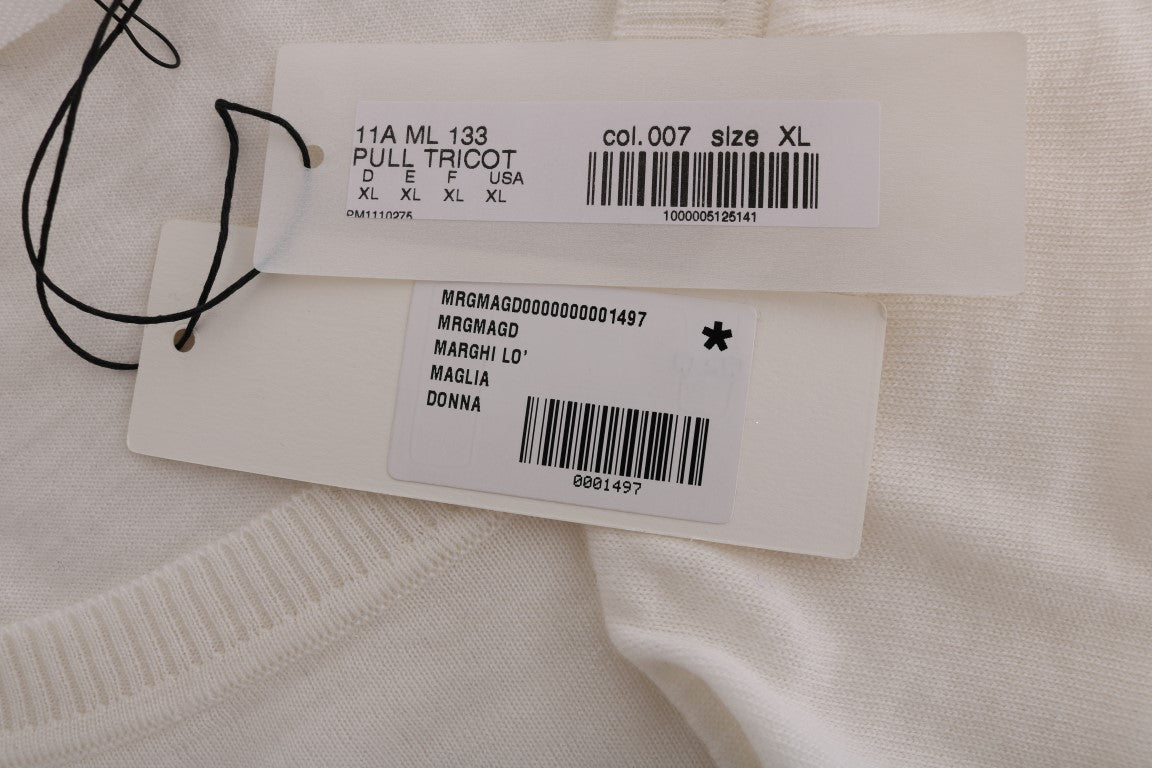 11A ML 133
PULL TRICOT
D E F USA
XL XL XL XL
PM1110275
col.007 size XL
1000005125141
MRGMAGD0000000001497
MRGMAGD
MARGHI LO'
MAGLIA
DONNA
*
0001497